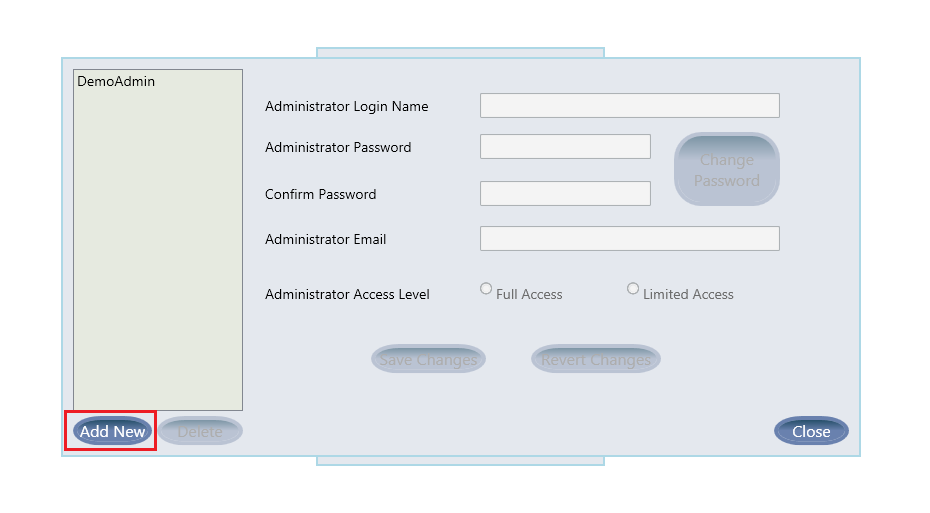 DemoAdmin
Administrator Login Name
Administrator Password
Change
Password
Confirm Password
Administrator Email
Administrator Access Level
Full Access
Limited Access
Save Changes
Revert Changes
Add New
Delete
Close